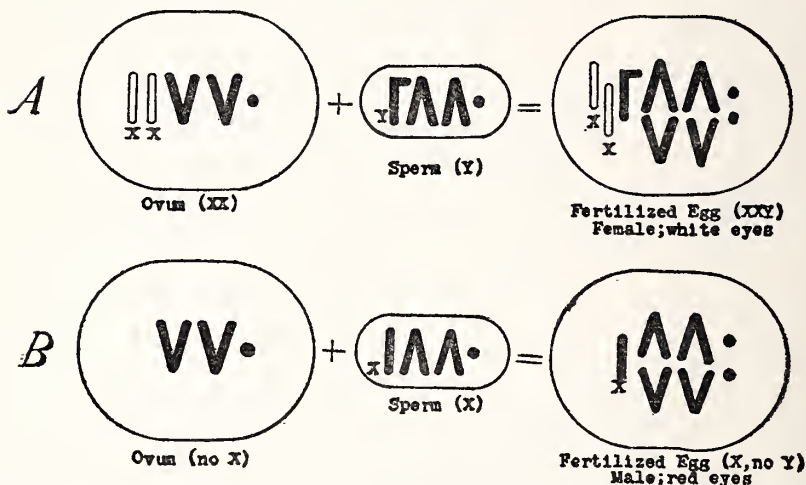 A
X X
+
Y
=
X
X
Ovum (XX)
Sperm (Y)
Fertilized Egg (XXY)
Female;white eyes
B
+
X
=
X
Ovum (no X)
Sperm (X)
Fertilized Egg (X,no Y)
Male;red eyes